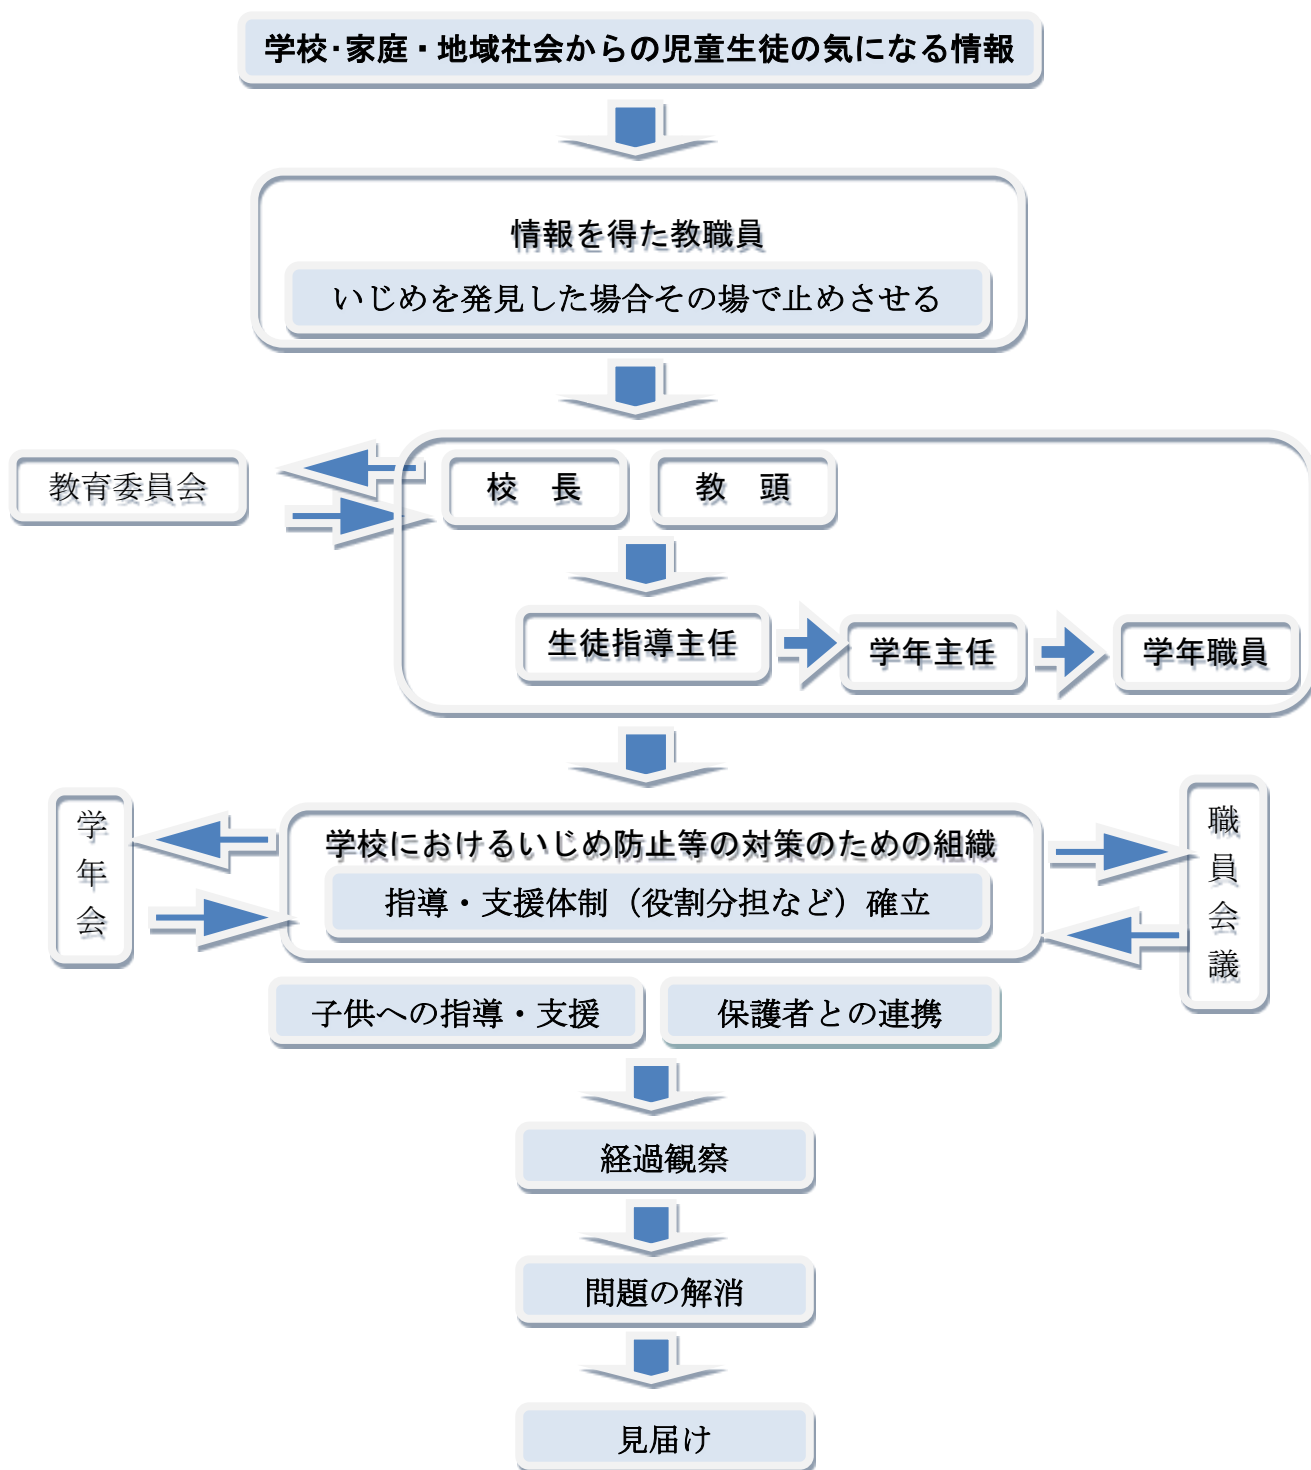 学校・家庭・地域社会からの児童生徒の気になる情報
情報を得た教職員
いじめを発見した場合その場で止めさせる
教育委員会
校　長
教　頭
生徒指導主任
学年主任
学年職員
学年会
学校におけるいじめ防止等の対策のための組織
指導・支援体制（役割分担など）確立
職員会議
子供への指導・支援
保護者との連携
経過観察
問題の解消
見届け